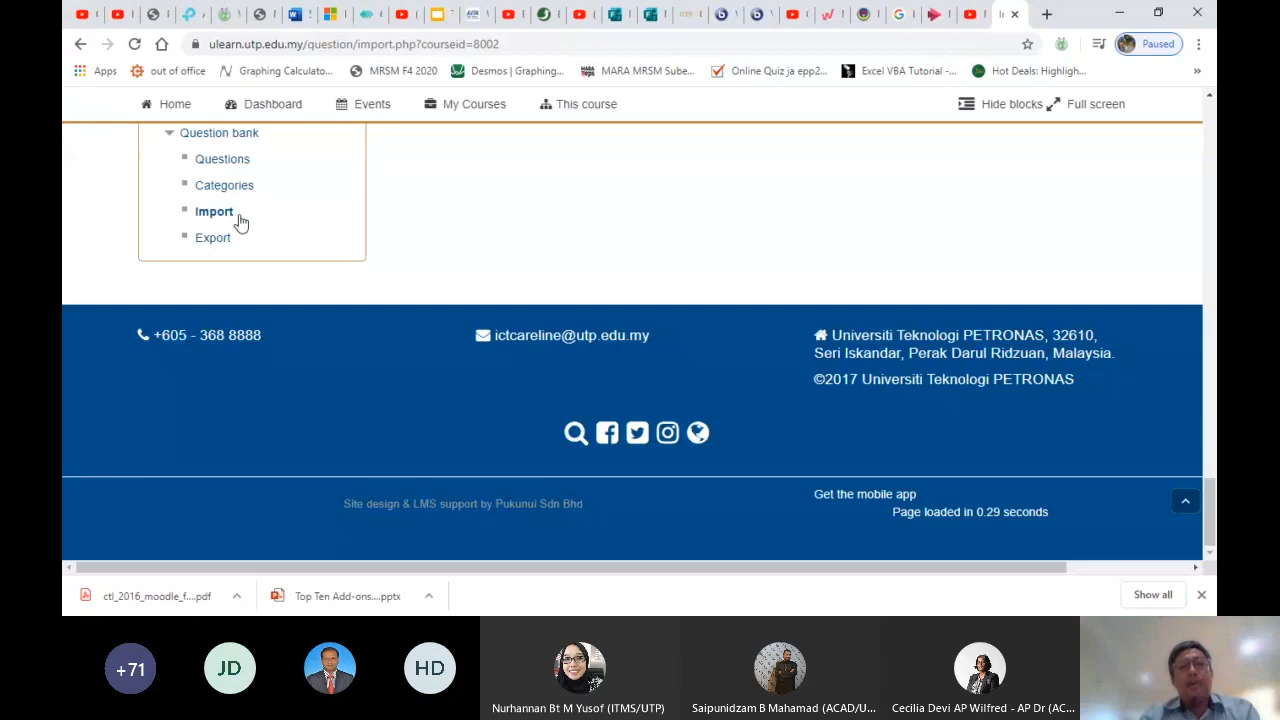 In
ulearn.utp.edu.my/question/import.php?courseid=8002
Paused
Apps
out of office
Graphing Calculato...
MRSM F4 2020
Desmos | Graphing...
MARA MRSM Sube...
Online Quiz ja epp2...
Excel VBA Tutorial -...
Hot Deals: Highligh...
»
Home
Dashboard
Events
My Courses
This course
Hide blocks
Full screen
Question bank
Questions
Categories
Import
Export
+605 - 368 8888
ictcareline@utp.edu.my
Universiti Teknologi PETRONAS, 32610,
Seri Iskandar, Perak Darul Ridzuan, Malaysia.
©2017 Universiti Teknologi PETRONAS
Site design & LMS support by Pukunui Sdn Bhd
Get the mobile app
Page loaded in 0.29 seconds
ctl_2016_moodle_f....pdf
Top Ten Add-ons....pptx
Show all
+71
JD
HD
Nurhannan Bt M Yusof (ITMS/UTP)
Saipunidzam B Mahamad (ACAD/U...
Cecilia Devi AP Wilfred - AP Dr (AC...